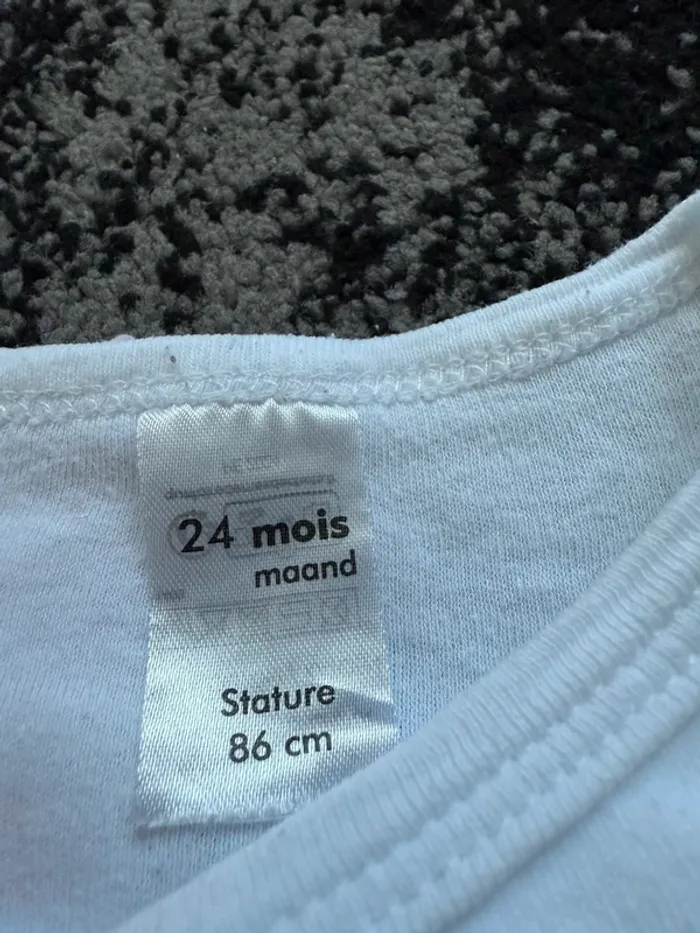 24 mois
maand
Stature
86 cm